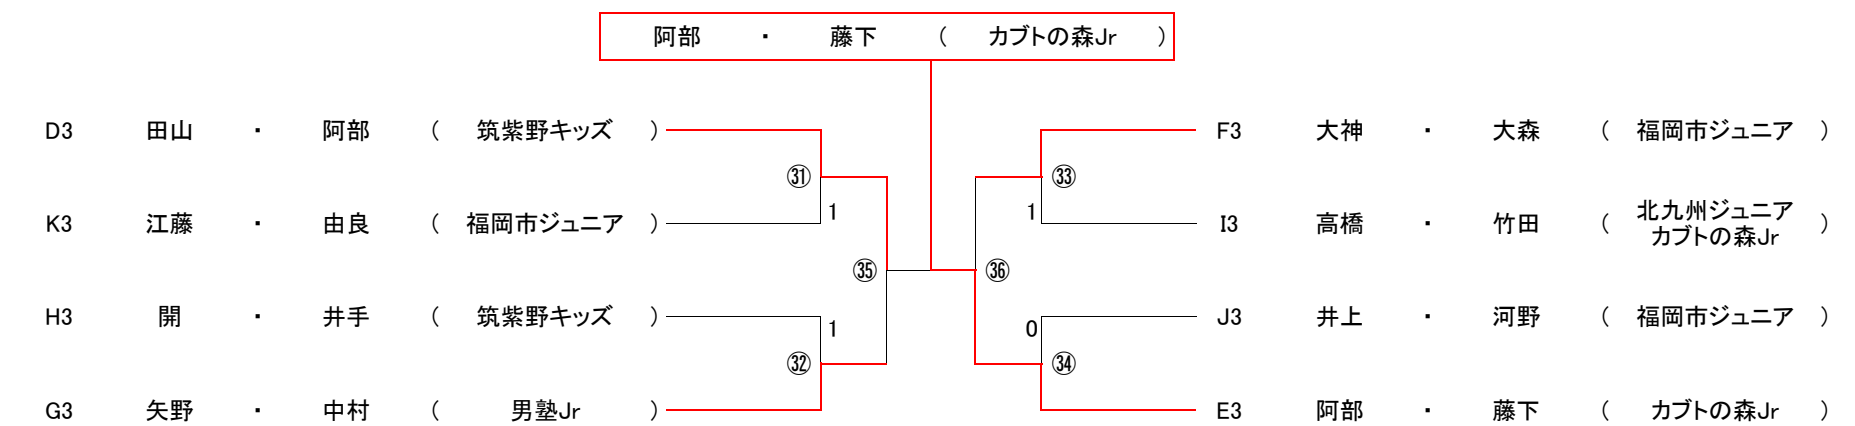 阿部 ・ 藤下 ( カブトの森Jr )
D3 田山 ・ 阿部 ( 筑紫野キッズ )
F3 大神 ・ 大森 ( 福岡市ジュニア )
㉛ ㉝
1 1
K3 江藤 ・ 由良 ( 福岡市ジュニア )
I3 高橋 ・ 竹田 ( 北九州ジュニア
カブトの森Jr )
㉟ ㊱
H3 開 ・ 井手 ( 筑紫野キッズ )
J3 井上 ・ 河野 ( 福岡市ジュニア )
1 0
㉜ ㉞
G3 矢野 ・ 中村 ( 男塾Jr )
E3 阿部 ・ 藤下 ( カブトの森Jr )